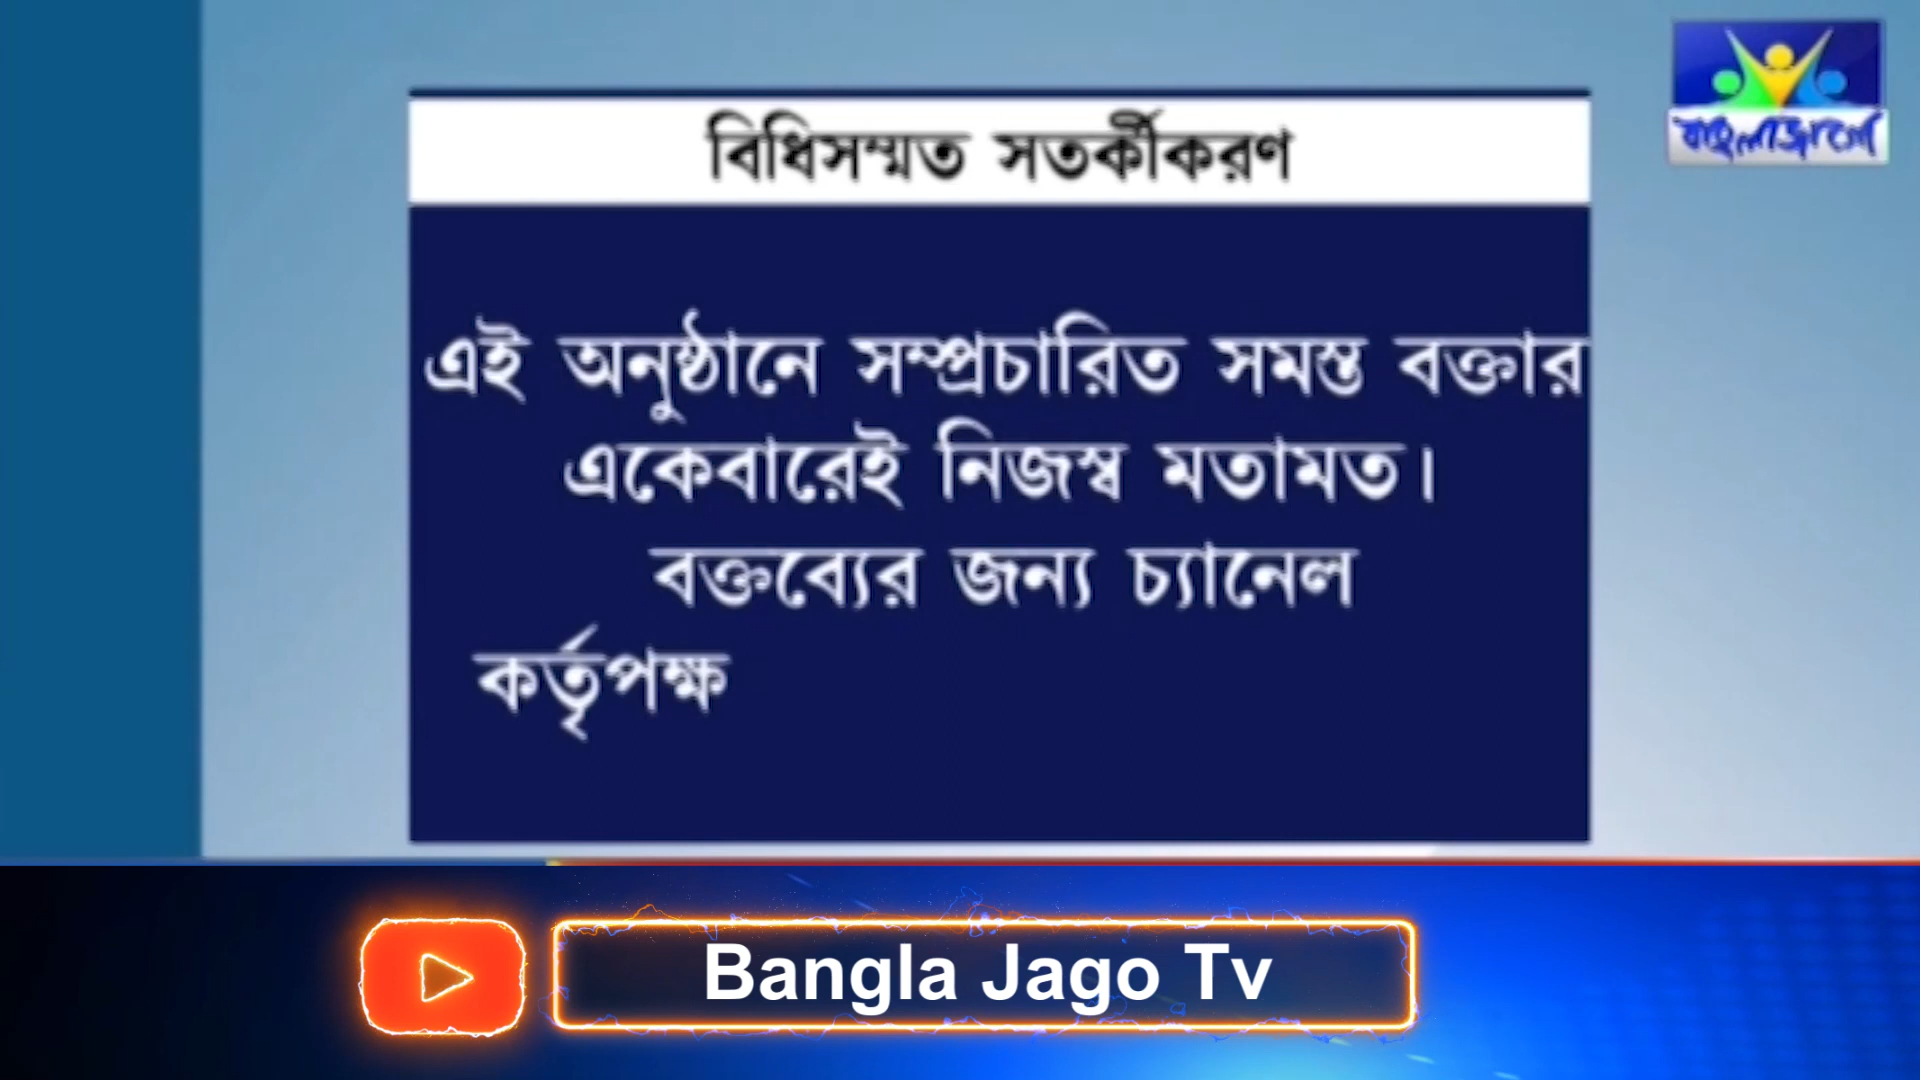 বাংলাজাগো
বিধিসম্মত সতর্কীকরণ
এই অনুষ্ঠানে সম্প্রচারিত সমস্ত বক্তার
একেবারেই নিজস্ব মতামত।
বক্তব্যের জন্য চ্যানেল
কর্তৃপক্ষ
Bangla Jago Tv